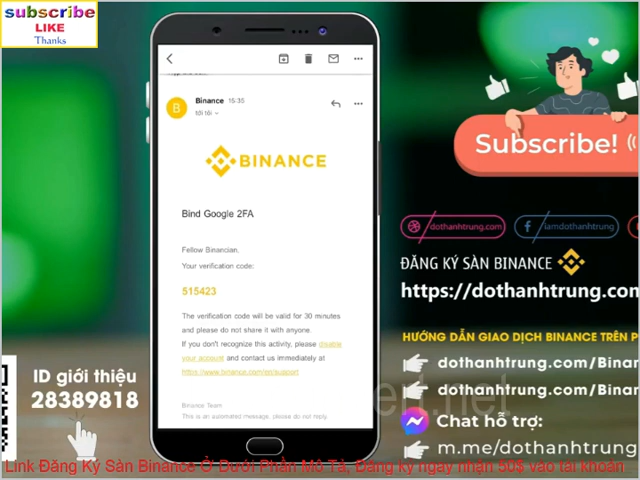 subscribe
LIKE
Thanks
Binance 15:35
tới tôi
B
BINANCE
Bind Google 2FA
Fellow Binancian.
Your verification code:
515423
The verification code will be valid for 30 minutes
and please do not share it with anyone.
If you don't recognize this activity, please disable
your account and contact us immediately at
https://www.binance.com/en/support
Binance Team
This is an automated message, please do not reply.
ID giới thiệu
28389818
Subscribe!
/dothanhtrung.com
/iamdothanhtrung
ĐĂNG KÝ SÀN BINANCE
https://dothanhtrung.com
HƯỚNG DẪN GIAO DỊCH BINANCE TRÊN P
dothanhtrung.com/Binan
dothanhtrung.com/Binan
Chat hỗ trợ:
m.me/dothanhtrung
Link Đăng Ký Sàn Binance Ở Dưới Phần Mô Tả, Đăng ký ngay nhận 50$ vào tài khoản